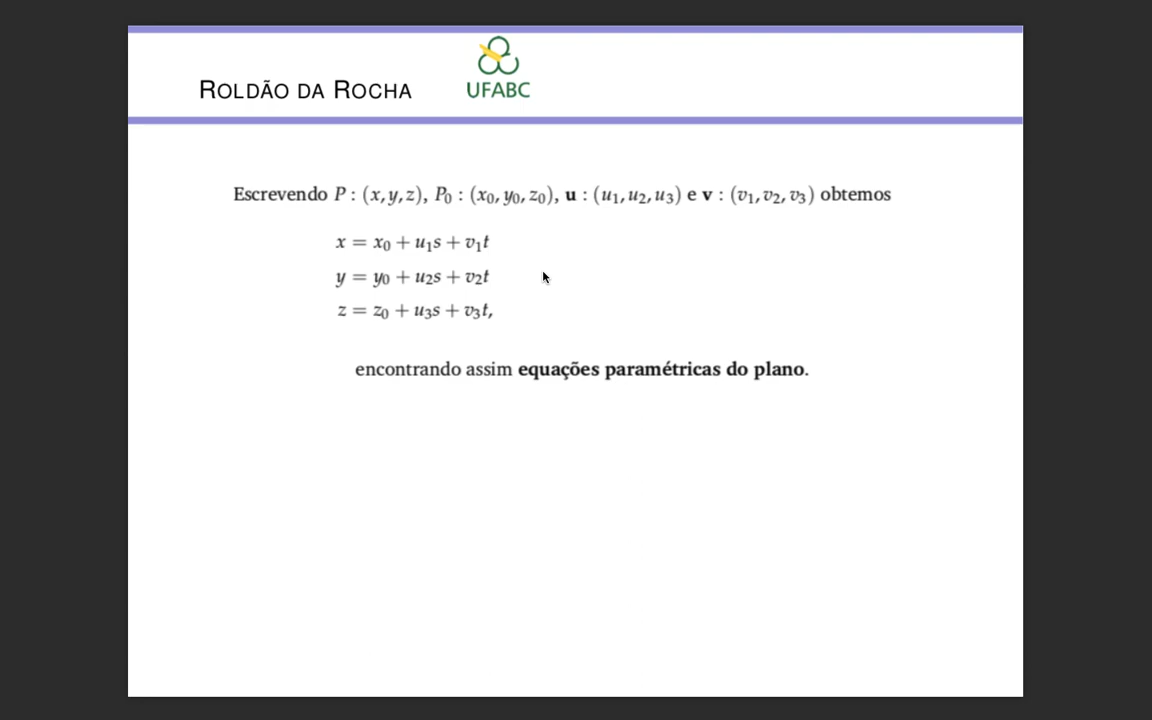 ROLDÃO DA ROCHA
UFABC
Escrevendo P : (x, y, z), P₀ : (x₀, y₀, z₀), u : (u₁, u₂, u₃) e v : (v₁, v₂, v₃) obtemos
x = x₀ + u₁s + v₁t
y = y₀ + u₂s + v₂t
z = z₀ + u₃s + v₃t,
encontrando assim equações paramétricas do plano.